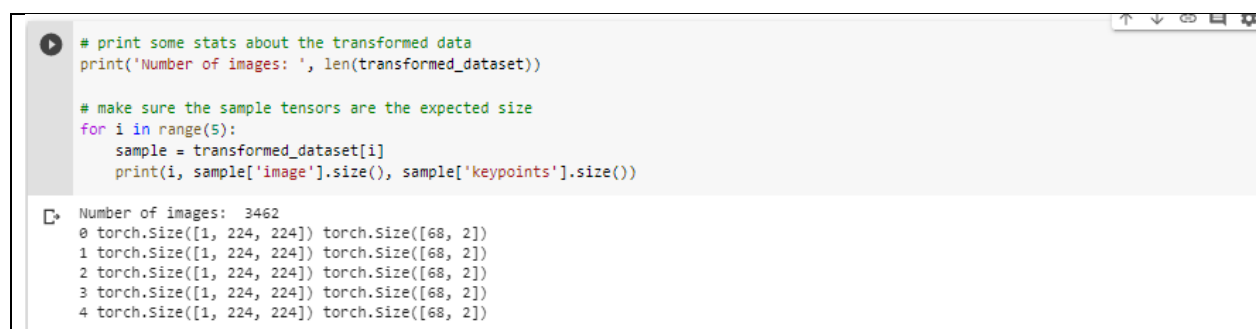 # print some stats about the transformed data
print('Number of images: ', len(transformed_dataset))
# make sure the sample tensors are the expected size
for i in range(5):
    sample = transformed_dataset[i]
    print(i, sample['image'].size(), sample['keypoints'].size())
Number of images:  3462
0 torch.Size([1, 224, 224]) torch.Size([68, 2])
1 torch.Size([1, 224, 224]) torch.Size([68, 2])
2 torch.Size([1, 224, 224]) torch.Size([68, 2])
3 torch.Size([1, 224, 224]) torch.Size([68, 2])
4 torch.Size([1, 224, 224]) torch.Size([68, 2])